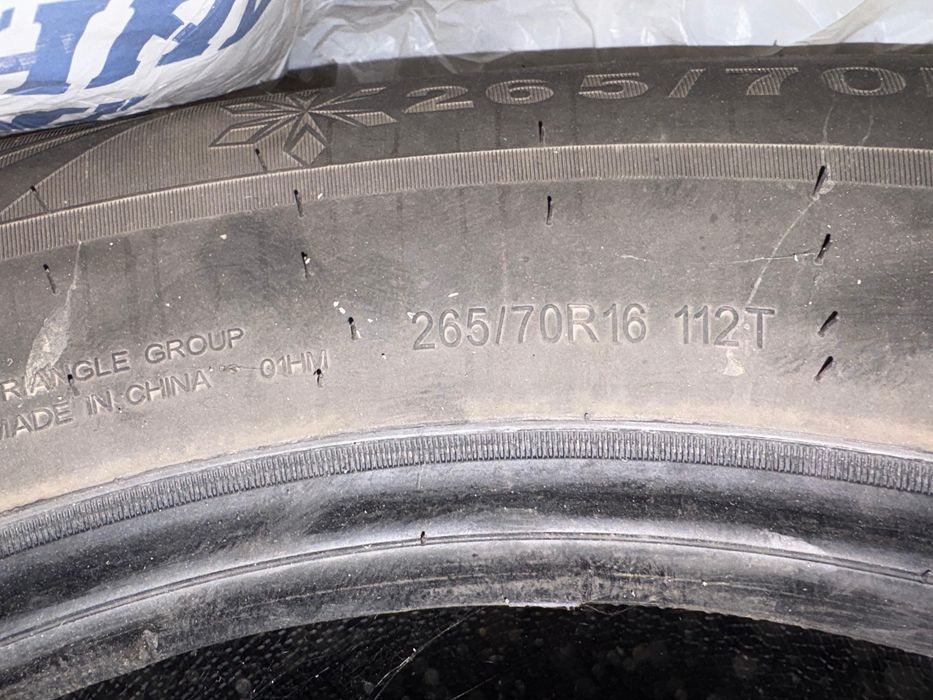 265/70
265/70R16 112T
RIANGLE GROUP
MADE IN CHINA 01HM